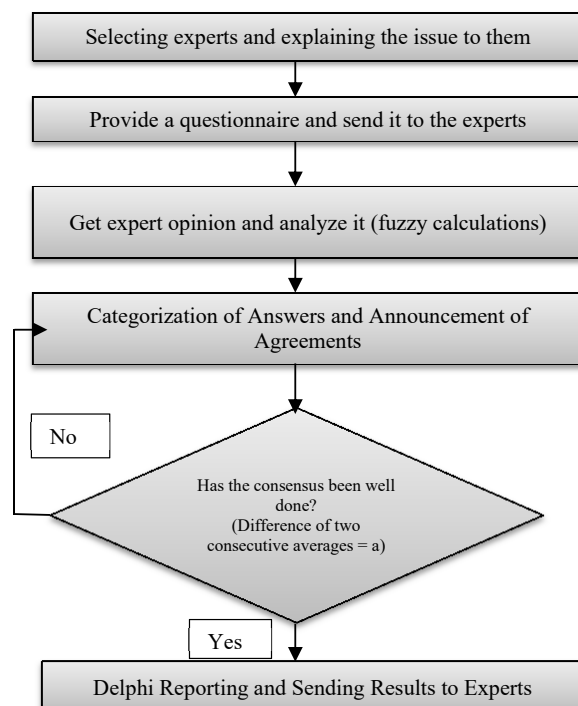 Selecting experts and explaining the issue to them
Provide a questionnaire and send it to the experts
Get expert opinion and analyze it (fuzzy calculations)
Categorization of Answers and Announcement of
Agreements
No
Has the consensus been well
done?
(Difference of two
consecutive averages = a)
Yes
Delphi Reporting and Sending Results to Experts